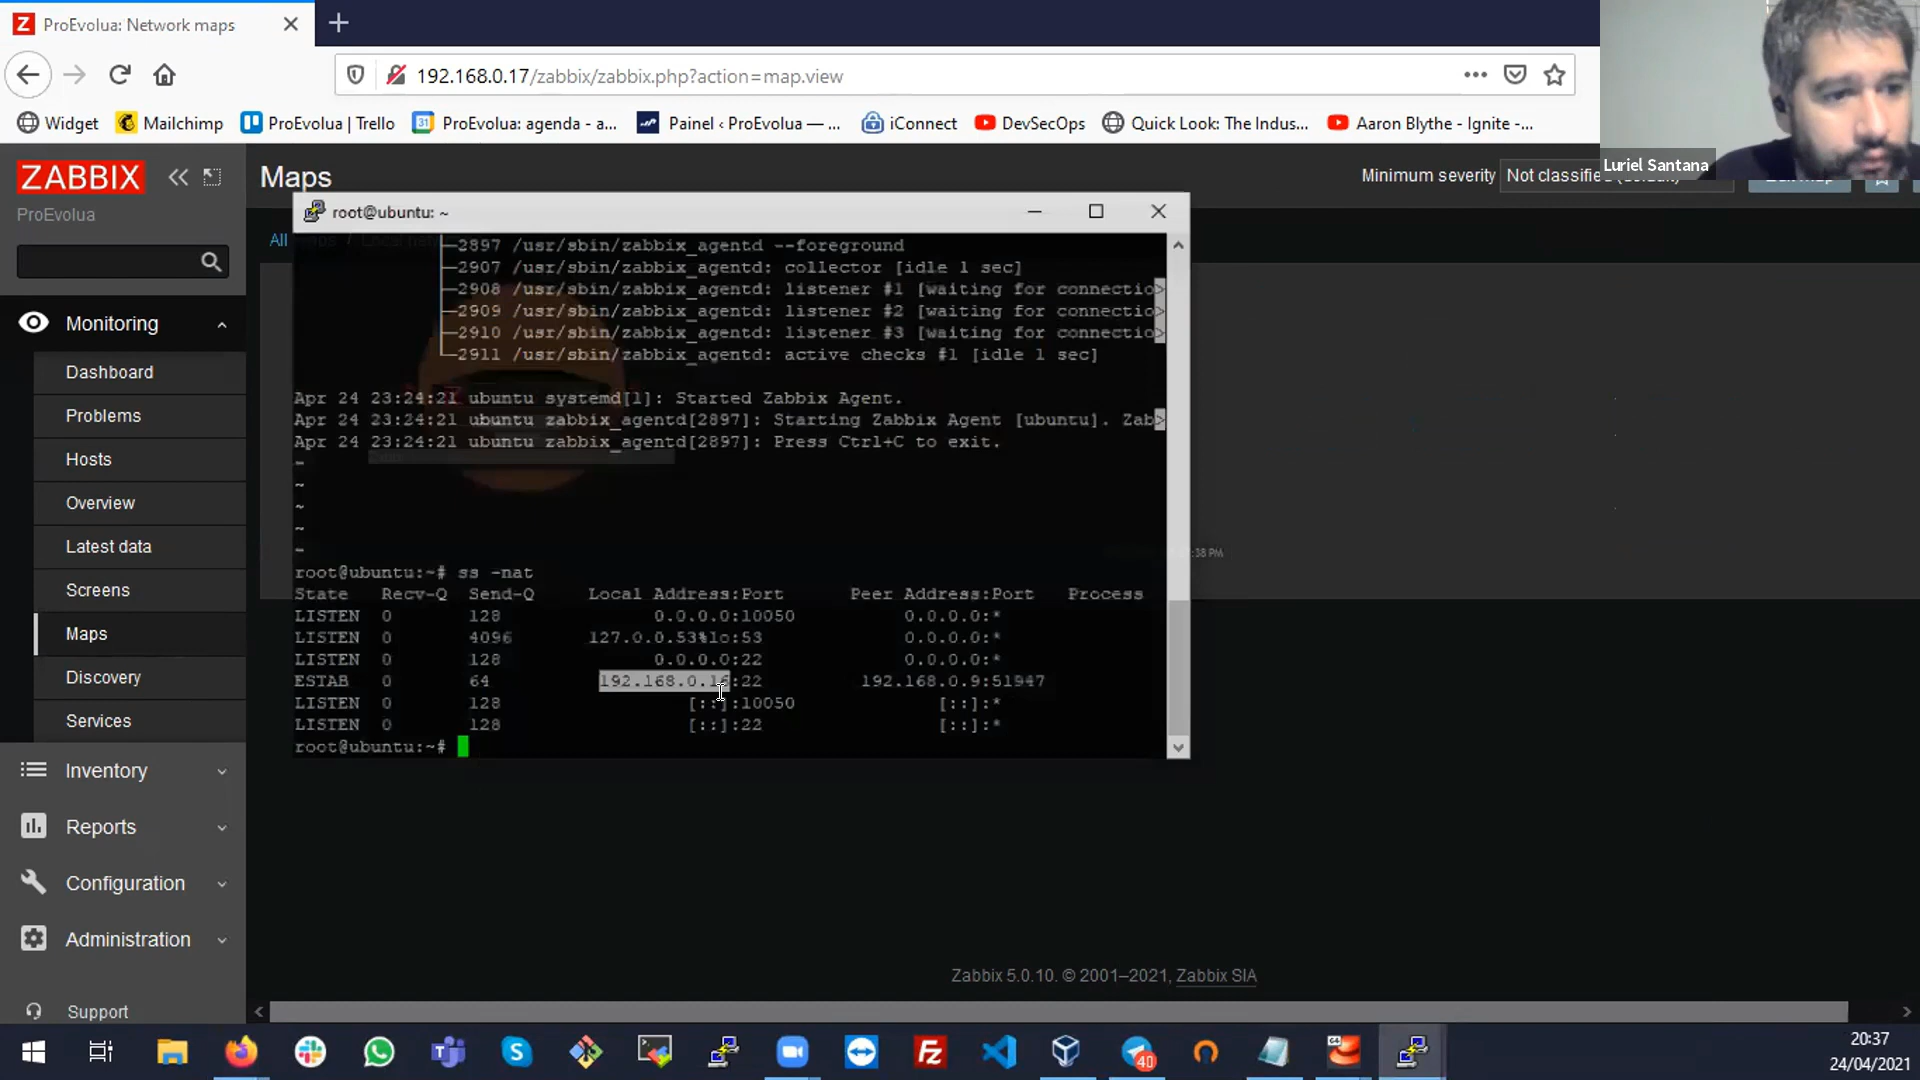 ProEvolua: Network maps
192.168.0.17/zabbix/zabbix.php?action=map.view
Widget
Mailchimp
ProEvolua | Trello
ProEvolua: agenda - a...
Painel ‹ ProEvolua — ...
iConnect
DevSecOps
Quick Look: The Indus...
Aaron Blythe - Ignite -...
Luriel Santana
ZABBIX
ProEvolua
Maps
Minimum severity
Not classifie
All
root@ubuntu: ~
├─2897 /usr/sbin/zabbix_agentd --foreground
├─2907 /usr/sbin/zabbix_agentd: collector [idle 1 sec]
├─2908 /usr/sbin/zabbix_agentd: listener #1 [waiting for connectio>
├─2909 /usr/sbin/zabbix_agentd: listener #2 [waiting for connectio>
├─2910 /usr/sbin/zabbix_agentd: listener #3 [waiting for connectio>
└─2911 /usr/sbin/zabbix_agentd: active checks #1 [idle 1 sec]
Apr 24 23:24:21 ubuntu systemd[1]: Started Zabbix Agent.
Apr 24 23:24:21 ubuntu zabbix_agentd[2897]: Starting Zabbix Agent [ubuntu]. Zab>
Apr 24 23:24:21 ubuntu zabbix_agentd[2897]: Press Ctrl+C to exit.
~
~
~
~
~
root@ubuntu:~# ss -nat
State Recv-Q Send-Q Local Address:Port Peer Address:Port Process
LISTEN 0 128 0.0.0.0:10050 0.0.0.0:*
LISTEN 0 4096 127.0.0.53%lo:53 0.0.0.0:*
LISTEN 0 128 0.0.0.0:22 0.0.0.0:*
ESTAB 0 64 192.168.0.16:22 192.168.0.9:51947
LISTEN 0 128 [::]:10050 [::]:*
LISTEN 0 128 [::]:22 [::]:*
root@ubuntu:~#
:38 PM
Monitoring
Dashboard
Problems
Hosts
Overview
Latest data
Screens
Maps
Discovery
Services
Inventory
Reports
Configuration
Administration
Support
Zabbix 5.0.10. © 2001–2021, Zabbix SIA
40
64
20:37
24/04/2021